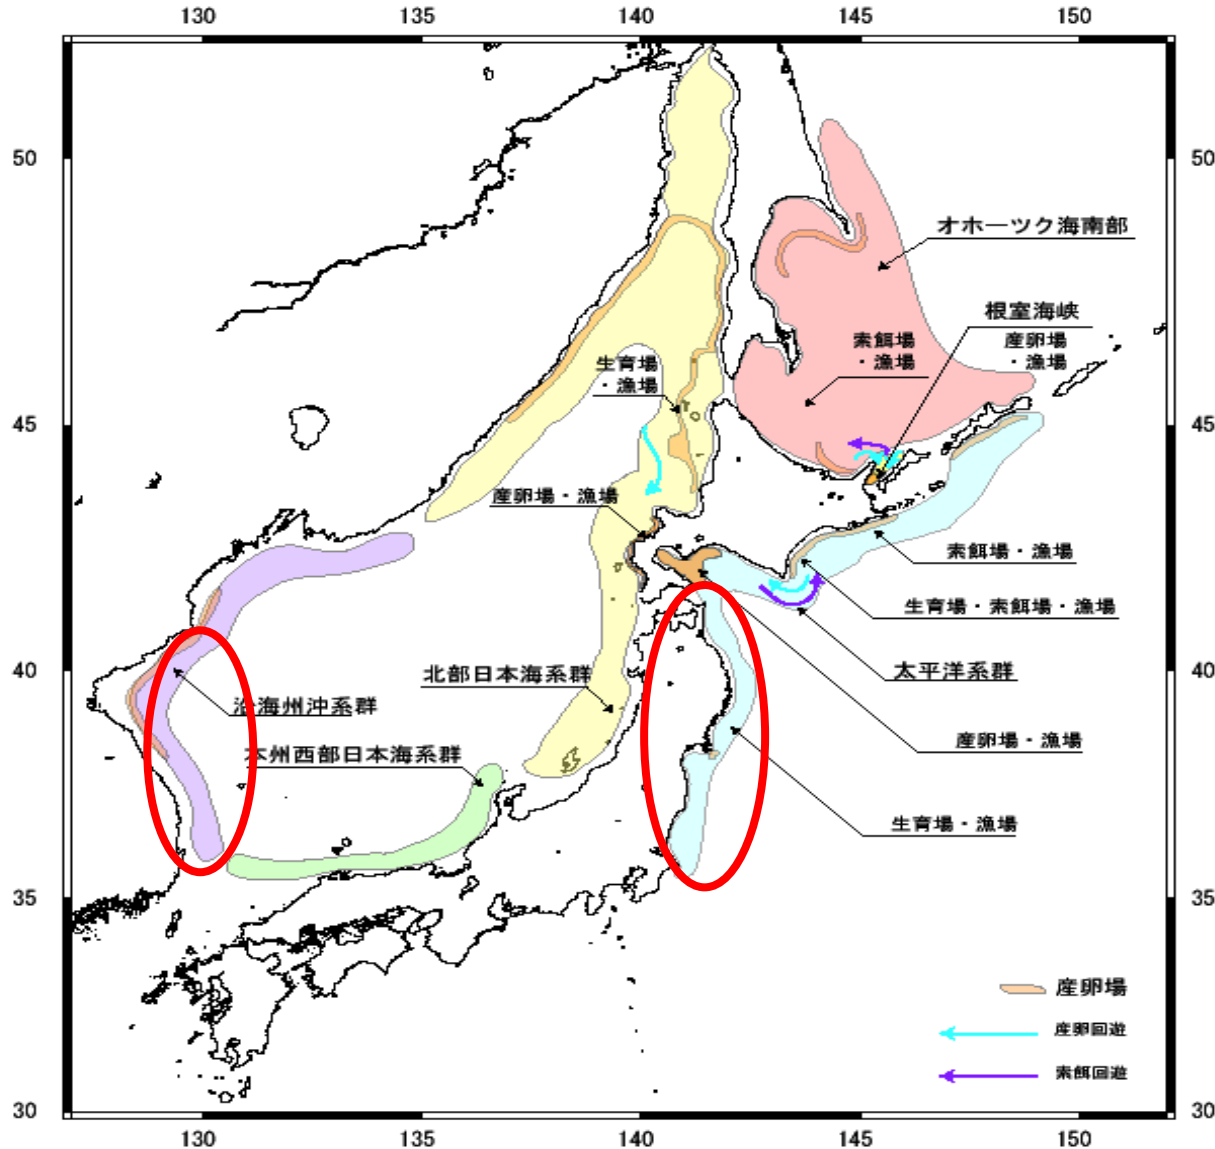 130 135 140 145 150
50 50
オホーツク海南部
根室海峡
産卵場
・漁場
素餌場
・漁場
生育場
・漁場
45 45
産卵場・漁場
素餌場・漁場
生育場・素餌場・漁場
太平洋系群
40 40
北部日本海系群
沿海州沖系群
産卵場・漁場
本州西部日本海系群
生育場・漁場
35 35
産卵場
産卵回遊
素餌回遊
30 30
130 135 140 145 150